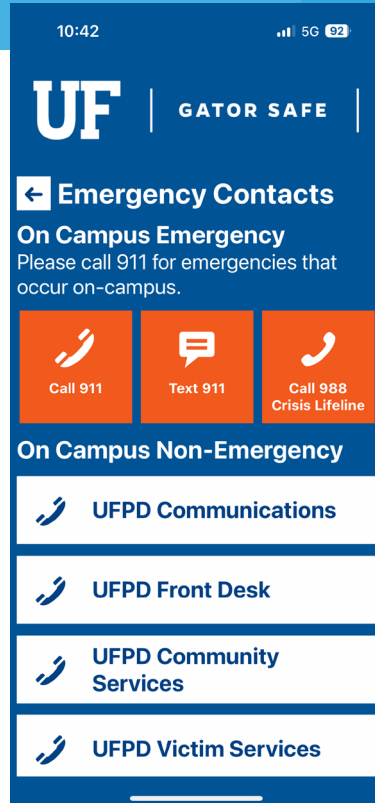 10:42 5G 92
UF GATOR SAFE
← Emergency Contacts
On Campus Emergency
Please call 911 for emergencies that
occur on-campus.
Call 911
Text 911
Call 988
Crisis Lifeline
On Campus Non-Emergency
UFPD Communications
UFPD Front Desk
UFPD Community
Services
UFPD Victim Services